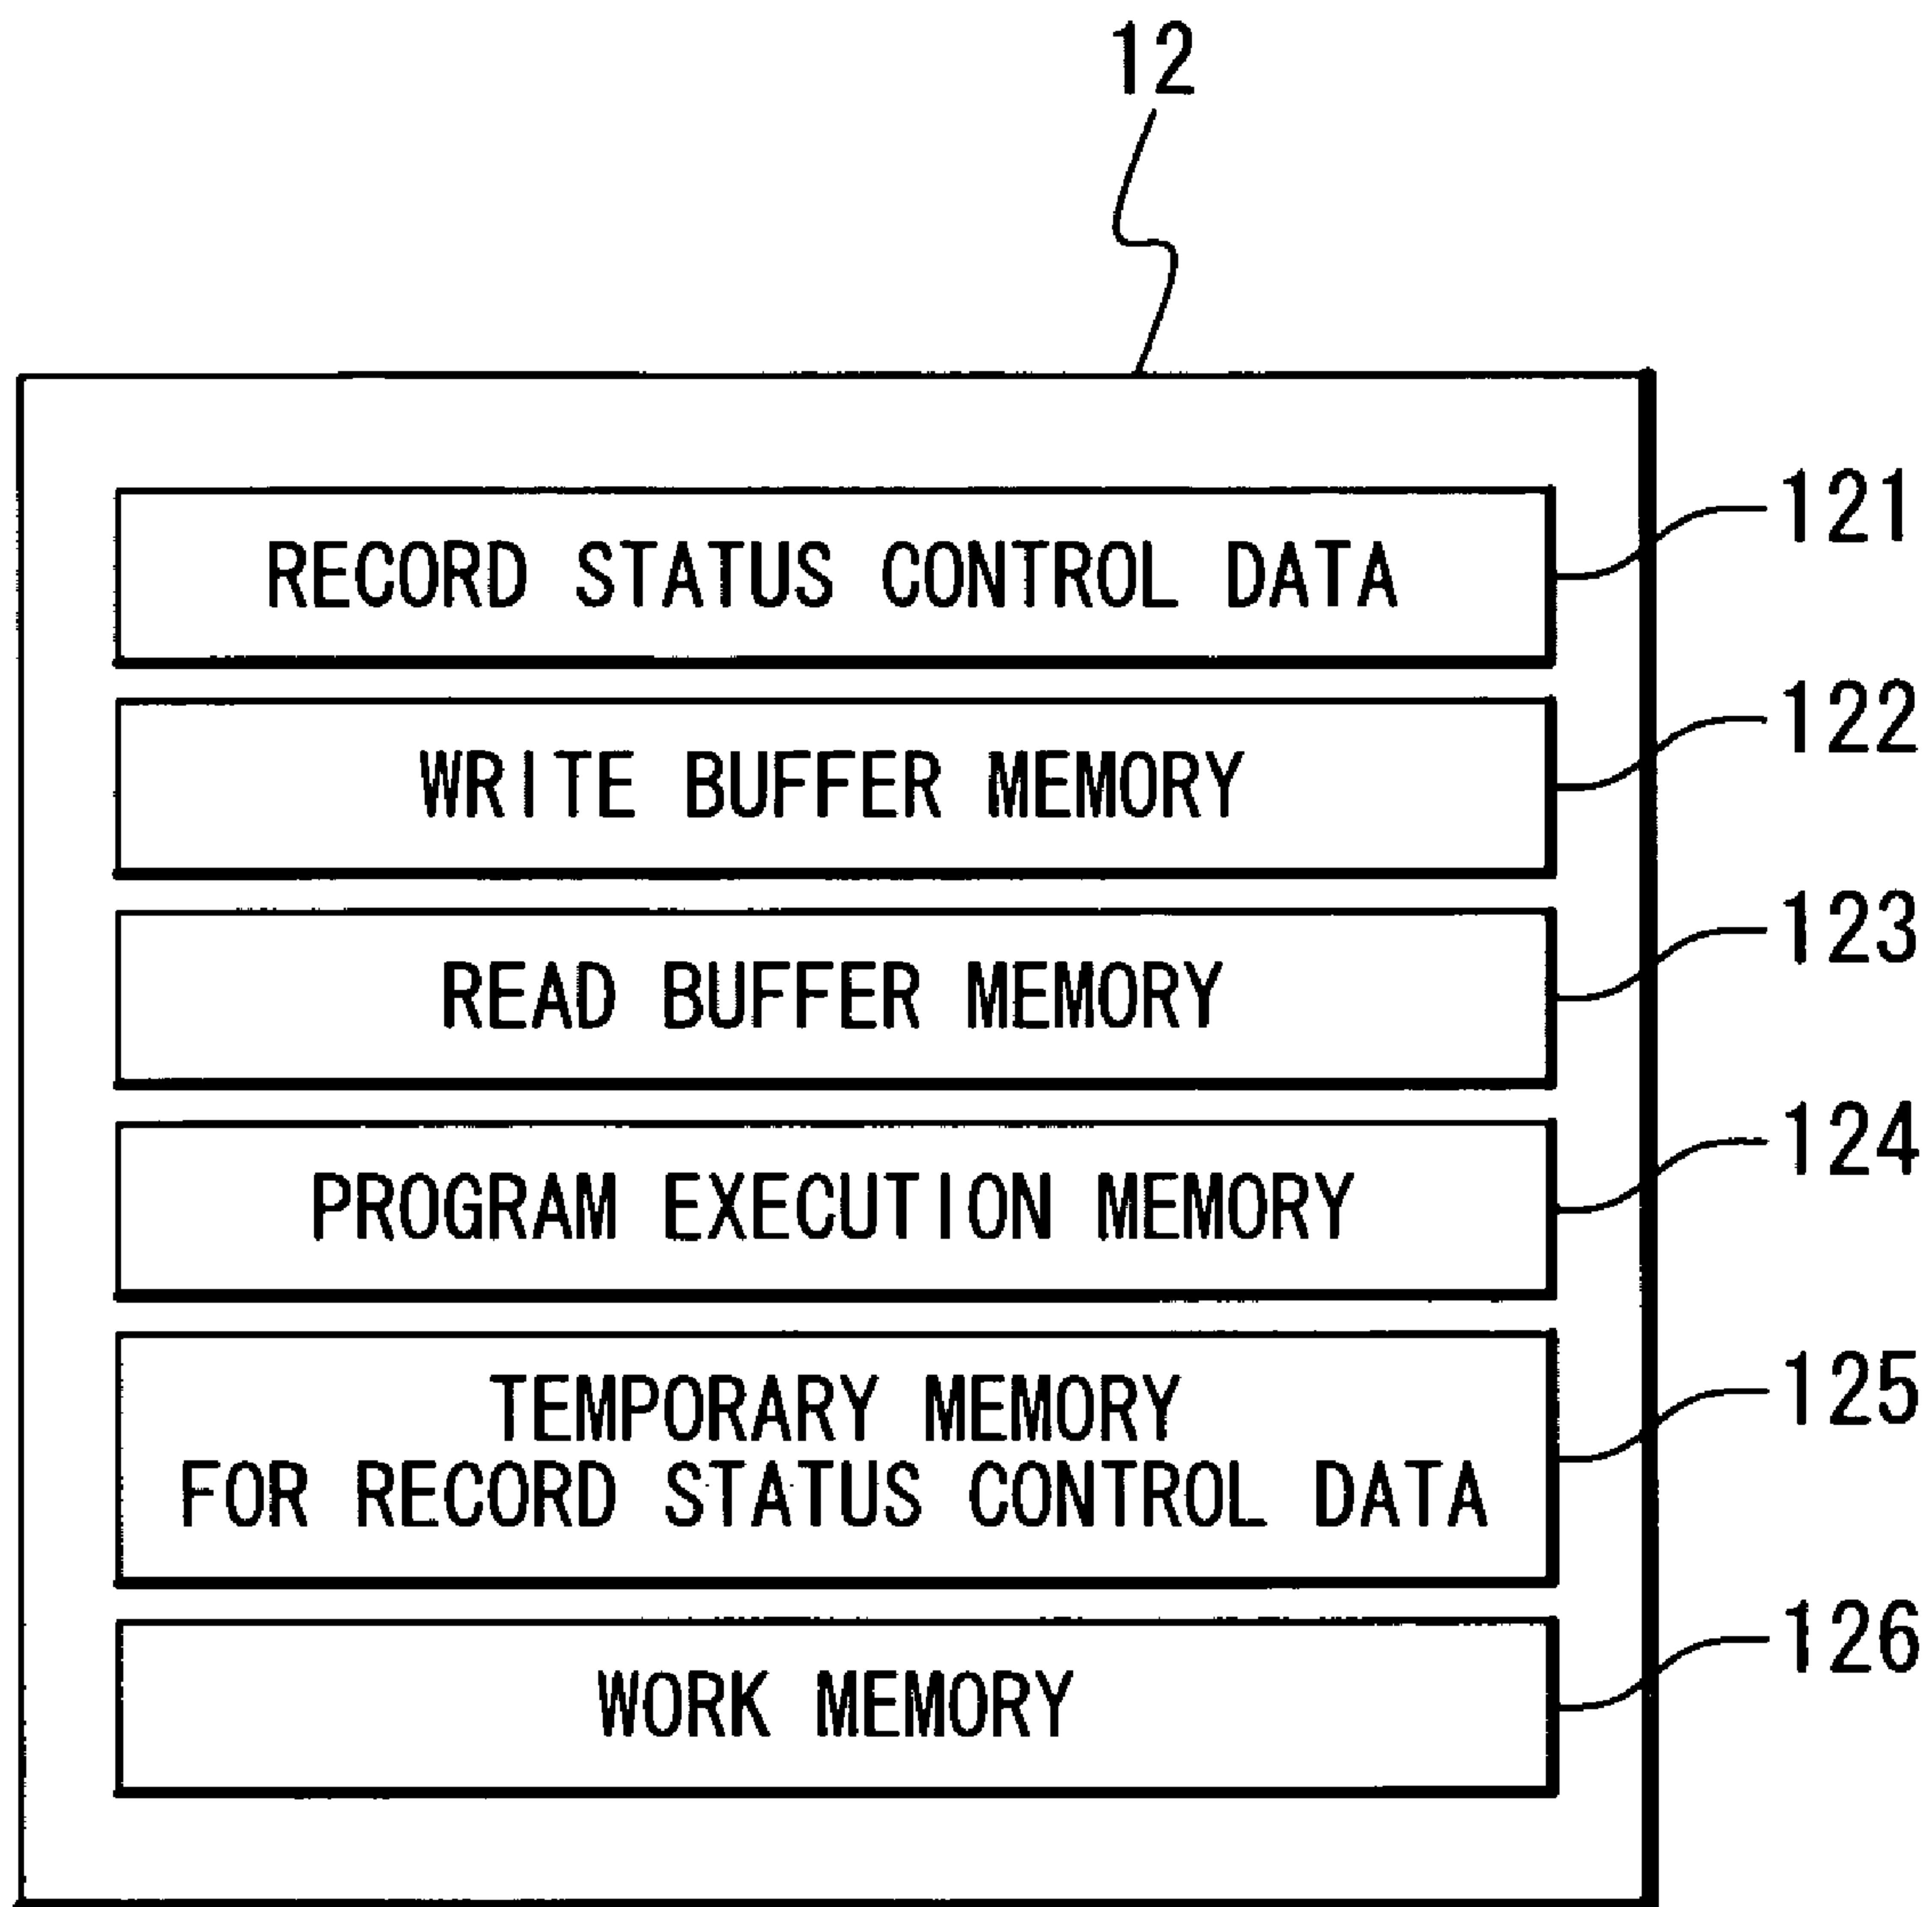 12
RECORD STATUS CONTROL DATA
121
WRITE BUFFER MEMORY
122
READ BUFFER MEMORY
123
PROGRAM EXECUTION MEMORY
124
TEMPORARY MEMORY
FOR RECORD STATUS CONTROL DATA
125
WORK MEMORY
126